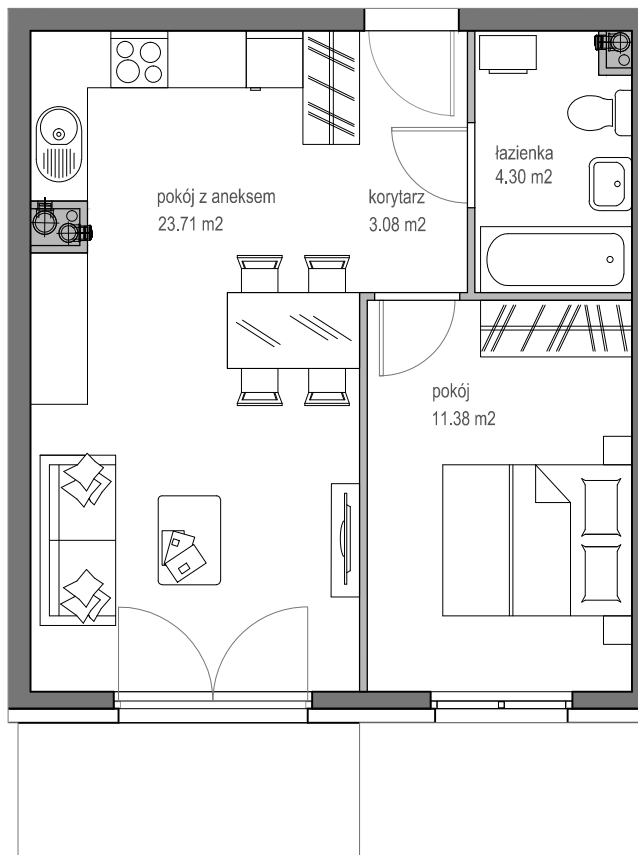 łazienka
4.30 m2
pokój z aneksem
23.71 m2
korytarz
3.08 m2
pokój
11.38 m2